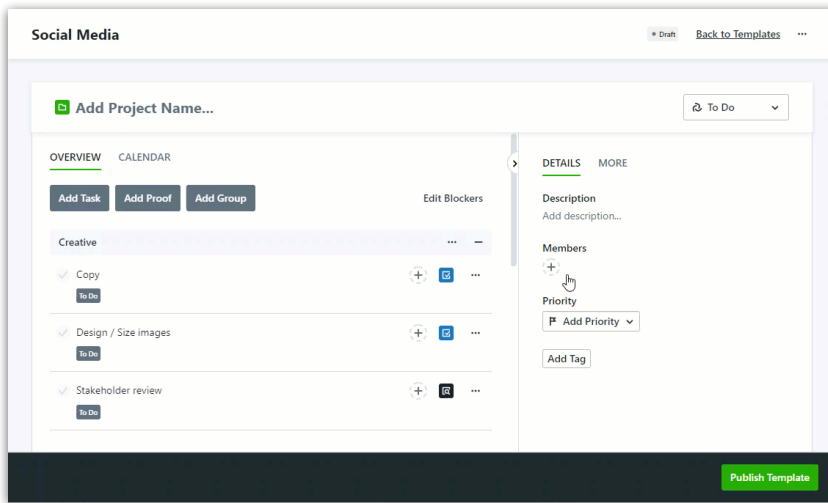 Social Media
Draft
Back to Templates
...
Add Project Name...
To Do
OVERVIEW CALENDAR
Add Task Add Proof Add Group
Edit Blockers
Creative
...
Copy
...
To Do
Design / Size images
...
To Do
Stakeholder review
...
To Do
DETAILS MORE
Description
Add description...
Members
Priority
Add Priority
Add Tag
Publish Template